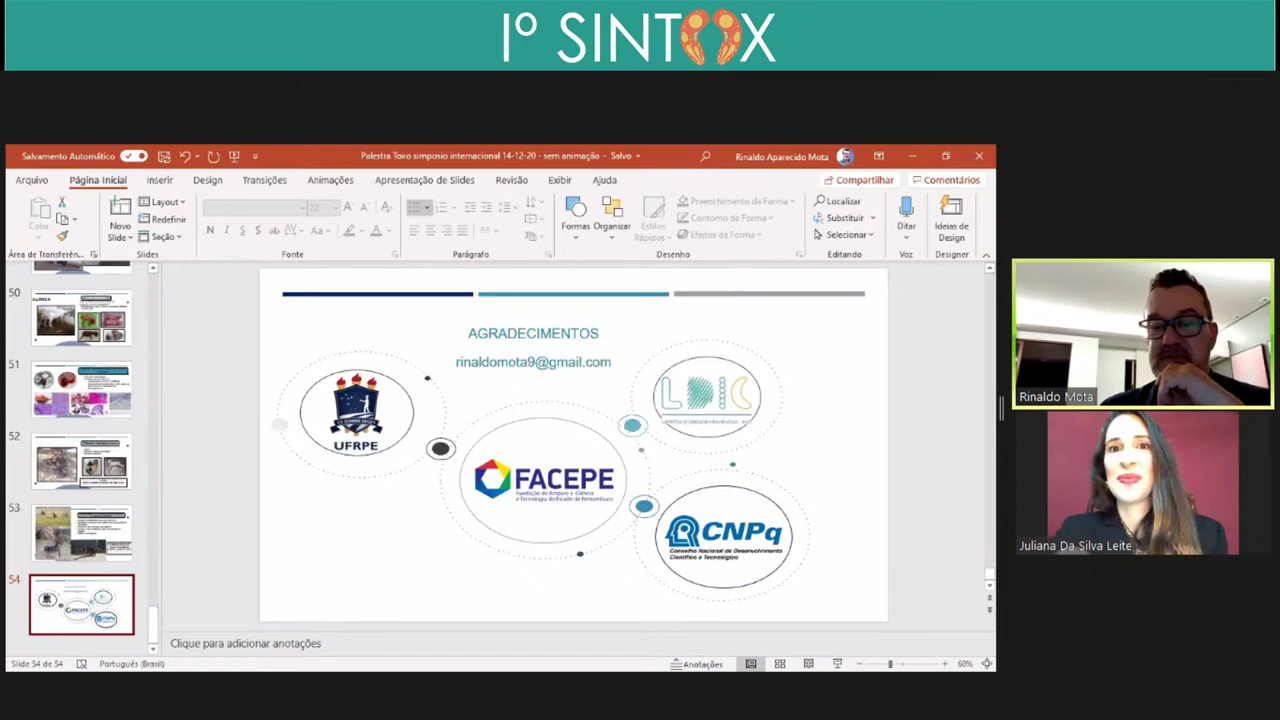 Iº SINTOX
Salvamento Automático
Palestra Toxo simposio internacional 14-12-20 - sem animação - Salvo
Rinaldo Aparecido Mota
Arquivo
Página Inicial
Inserir
Design
Transições
Animações
Apresentação de Slides
Revisão
Exibir
Ajuda
Compartilhar
Comentários
Colar
Novo
Slide
Layout
Redefinir
Seção
N I S S
Aa
Formas
Organizar
Estilos
Rápidos
Preenchimento da Forma
Contorno da Forma
Efeitos de Forma
Localizar
Substituir
Selecionar
Ditar
Ideias de
Design
Área de Transferên...
Slides
Fonte
Parágrafo
Desenho
Editando
Voz
Designer
50
51
52
53
54
AGRADECIMENTOS
rinaldomota9@gmail.com
UFRPE
LDIC
FACEPE
Fundação de Amparo à Ciência
e Tecnologia do Estado de Pernambuco
CNPq
Conselho Nacional de Desenvolvimento
Científico e Tecnológico
Rinaldo Mota
Juliana Da Silva Leite
Clique para adicionar anotações
Slide 54 de 54
Português (Brasil)
Anotações
68%